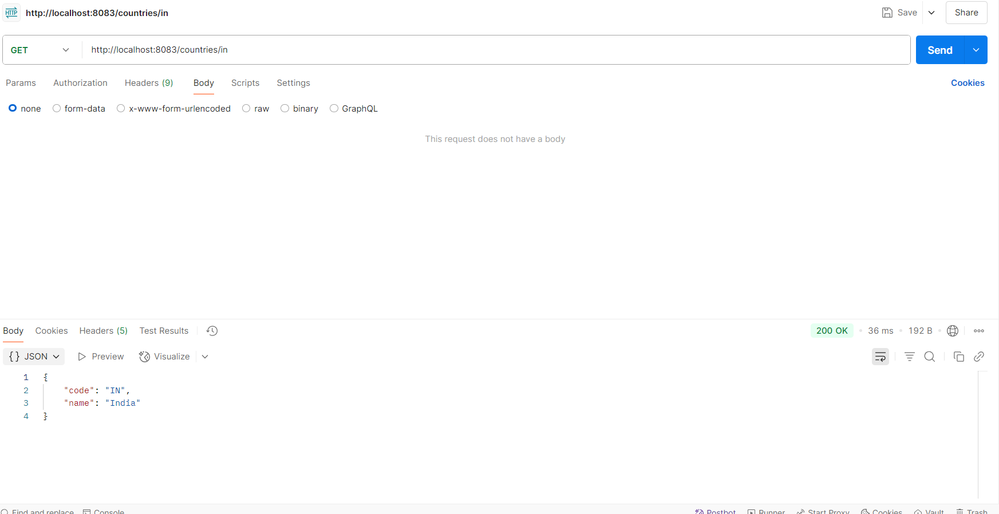 HTTP http://localhost:8083/countries/in Save Share
GET http://localhost:8083/countries/in Send
Params Authorization Headers (9) Body Scripts Settings Cookies
none form-data x-www-form-urlencoded raw binary GraphQL
This request does not have a body
Body Cookies Headers (5) Test Results 200 OK • 36 ms • 192 B •
{} JSON Preview Visualize
1 {
2 "code": "IN",
3 "name": "India"
4 }
Find and replace Console Postbot Runner Start Proxy Cookies Vault Trash